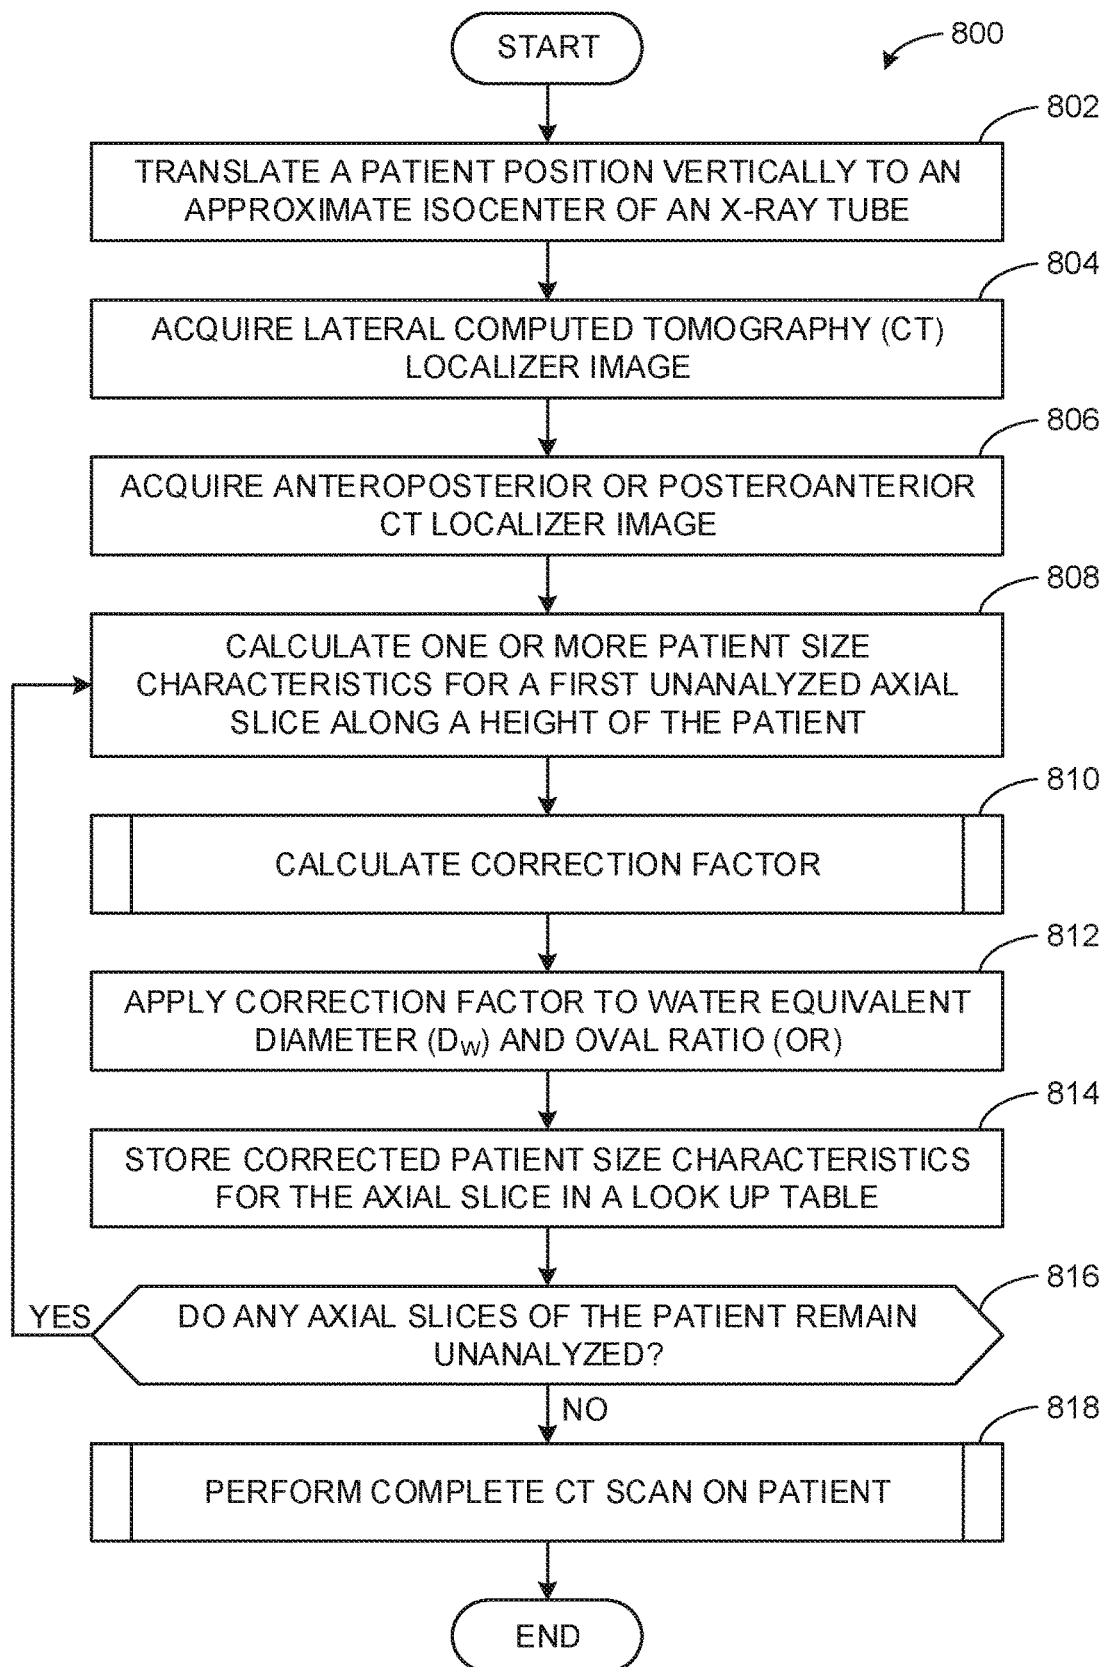 START
800
802
TRANSLATE A PATIENT POSITION VERTICALLY TO AN
APPROXIMATE ISOCENTER OF AN X-RAY TUBE
804
ACQUIRE LATERAL COMPUTED TOMOGRAPHY (CT)
LOCALIZER IMAGE
806
ACQUIRE ANTEROPOSTERIOR OR POSTEROANTERIOR
CT LOCALIZER IMAGE
808
CALCULATE ONE OR MORE PATIENT SIZE
CHARACTERISTICS FOR A FIRST UNANALYZED AXIAL
SLICE ALONG A HEIGHT OF THE PATIENT
810
CALCULATE CORRECTION FACTOR
812
APPLY CORRECTION FACTOR TO WATER EQUIVALENT
DIAMETER (DW) AND OVAL RATIO (OR)
814
STORE CORRECTED PATIENT SIZE CHARACTERISTICS
FOR THE AXIAL SLICE IN A LOOK UP TABLE
816
YES
DO ANY AXIAL SLICES OF THE PATIENT REMAIN
UNANALYZED?
NO
818
PERFORM COMPLETE CT SCAN ON PATIENT
END